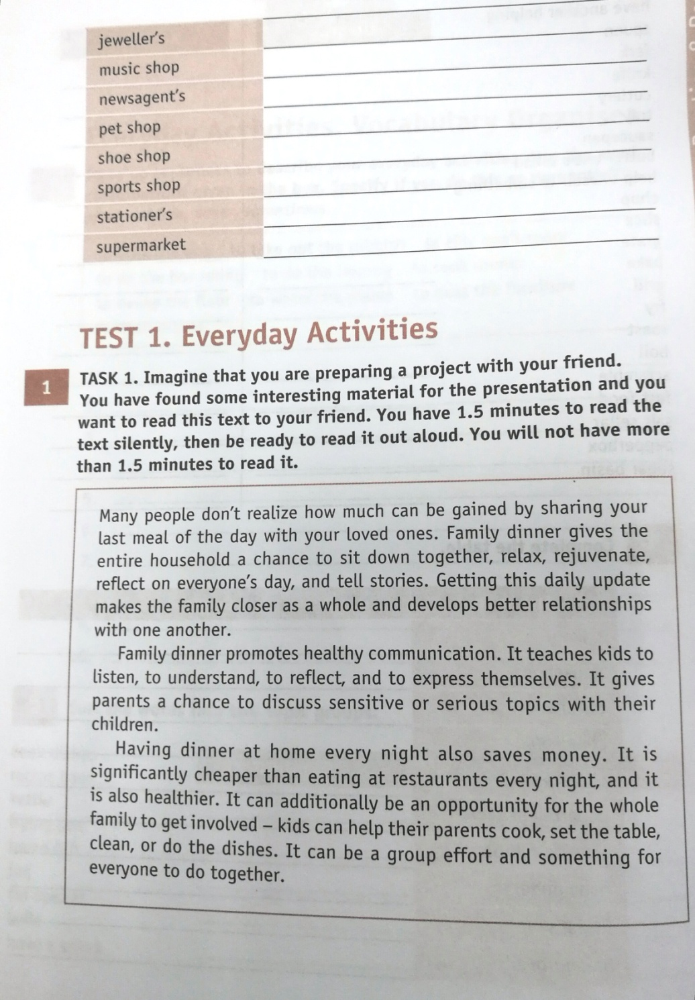 jeweller's
music shop
newsagent's
pet shop
shoe shop
sports shop
stationer's
supermarket
TEST 1. Everyday Activities
1
TASK 1. Imagine that you are preparing a project with your friend.
You have found some interesting material for the presentation and you
want to read this text to your friend. You have 1.5 minutes to read the
text silently, then be ready to read it out aloud. You will not have more
than 1.5 minutes to read it.
Many people don't realize how much can be gained by sharing your
last meal of the day with your loved ones. Family dinner gives the
entire household a chance to sit down together, relax, rejuvenate,
reflect on everyone's day, and tell stories. Getting this daily update
makes the family closer as a whole and develops better relationships
with one another.
Family dinner promotes healthy communication. It teaches kids to
listen, to understand, to reflect, and to express themselves. It gives
parents a chance to discuss sensitive or serious topics with their
children.
Having dinner at home every night also saves money. It is
significantly cheaper than eating at restaurants every night, and it
is also healthier. It can additionally be an opportunity for the whole
family to get involved – kids can help their parents cook, set the table,
clean, or do the dishes. It can be a group effort and something for
everyone to do together.